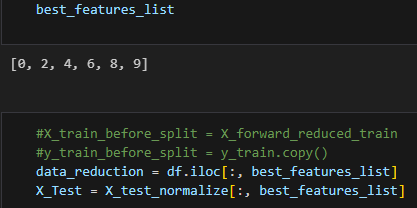 best_features_list
[0, 2, 4, 6, 8, 9]
#X_train_before_split = X_forward_reduced_train
#y_train_before_split = y_train.copy()
data_reduction = df.iloc[:, best_features_list]
X_Test = X_test_normalize[:, best_features_list]